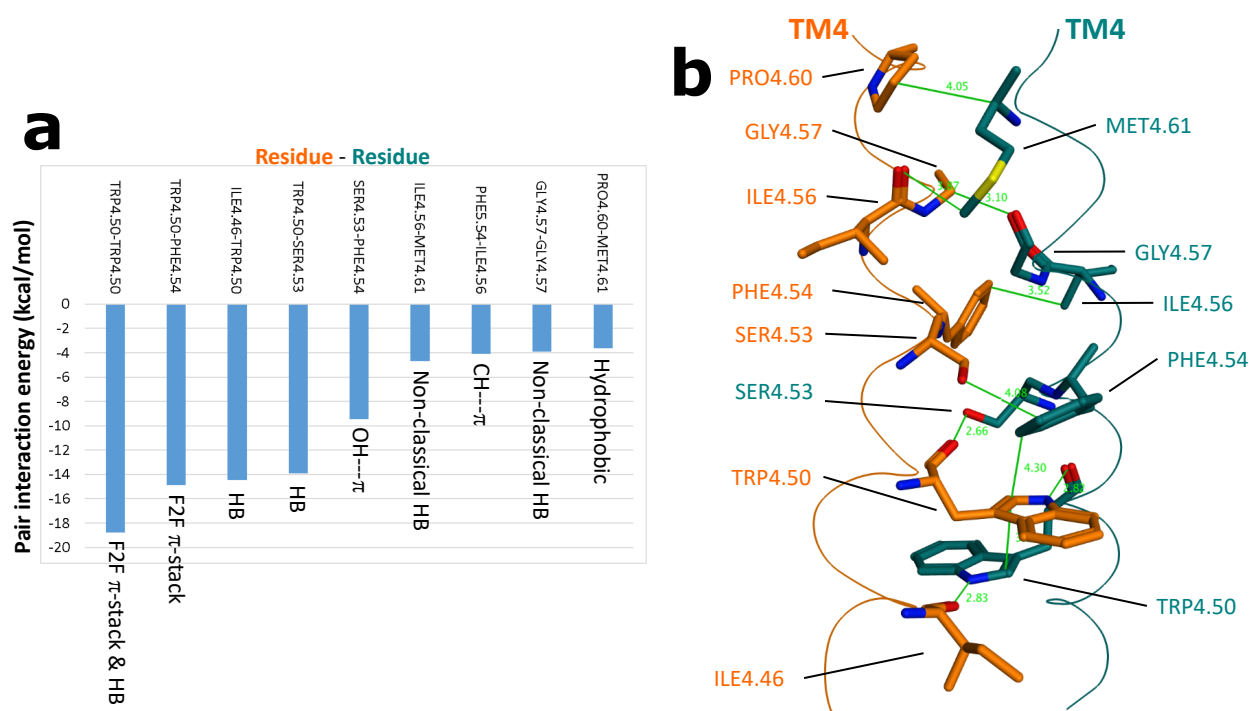 a
Residue - Residue
Pair interaction energy (kcal/mol)
TRP4.50-TRP4.50
TRP4.50-PHE4.54
ILE4.46-TRP4.50
TRP4.50-SER4.53
SER4.53-PHE4.54
ILE4.56-MET4.61
PHE5.54-ILE4.56
GLY4.57-GLY4.57
PRO4.60-MET4.61
0
-2
-4
-6
-8
-10
-12
-14
-16
-18
-20
F2F π-stack & HB
F2F π-stack
HB
HB
OH---π
Non-classical HB
CH---π
Non-classical HB
Hydrophobic
b
TM4
TM4
PRO4.60
4.05
GLY4.57
MET4.61
ILE4.56
3.10
GLY4.57
PHE4.54
3.52
ILE4.56
SER4.53
PHE4.54
SER4.53
4.08
2.66
TRP4.50
4.30
TRP4.50
2.83
ILE4.46